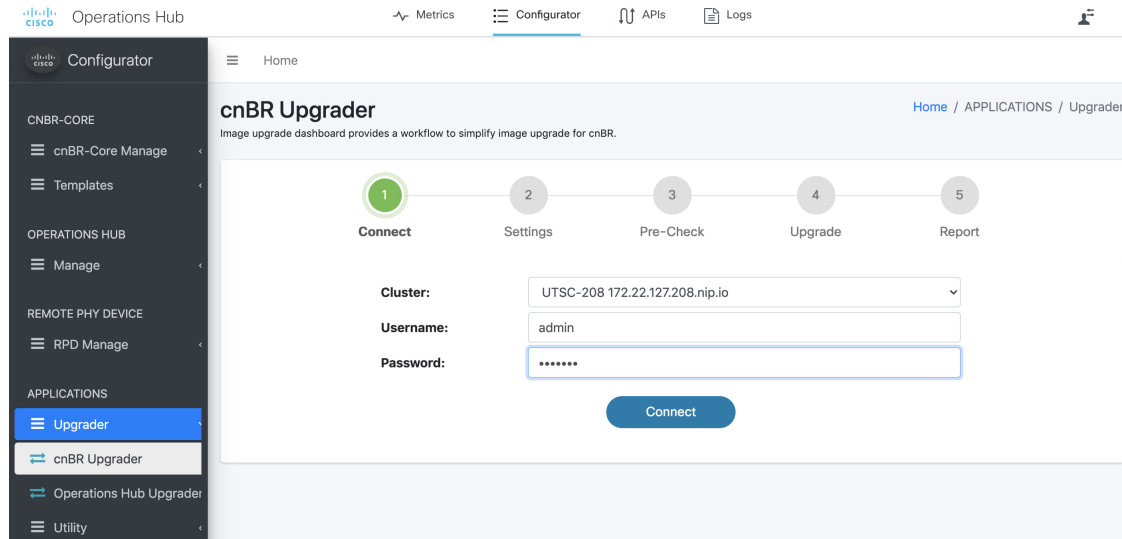 CISCO Operations Hub Metrics Configurator APIs Logs
CISCO Configurator
Home
CNBR-CORE
cnBR-Core Manage
Templates
OPERATIONS HUB
Manage
REMOTE PHY DEVICE
RPD Manage
APPLICATIONS
Upgrader
cnBR Upgrader
Operations Hub Upgrader
Utility
cnBR Upgrader
Home / APPLICATIONS / Upgrader
Image upgrade dashboard provides a workflow to simplify image upgrade for cnBR.
1 2 3 4 5
Connect Settings Pre-Check Upgrade Report
Cluster: UTSC-208 172.22.127.208.nip.io
Username: admin
Password: •••••••
Connect